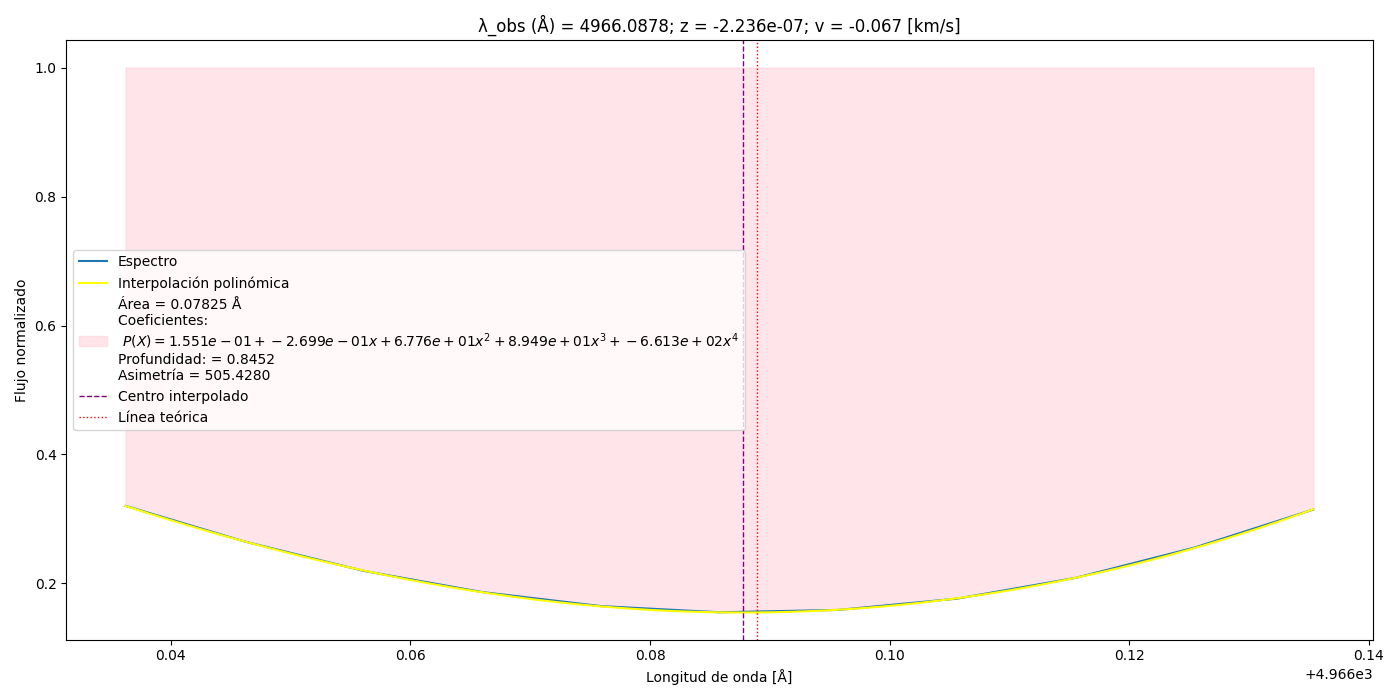 λ_obs (Å) = 4966.0878; z = -2.236e-07; v = -0.067 [km/s]
Flujo normalizado
1.0
0.8
0.6
0.4
0.2
Espectro
Interpolación polinómica
Área = 0.07825 Å
Coeficientes:
P(X) = 1.551e − 01 + − 2.699e − 01x + 6.776e + 01x² + 8.949e + 01x³ + − 6.613e + 02x⁴
Profundidad: = 0.8452
Asimetría = 505.4280
Centro interpolado
Línea teórica
0.04 0.06 0.08 0.10 0.12 0.14
+4.966e3
Longitud de onda [Å]